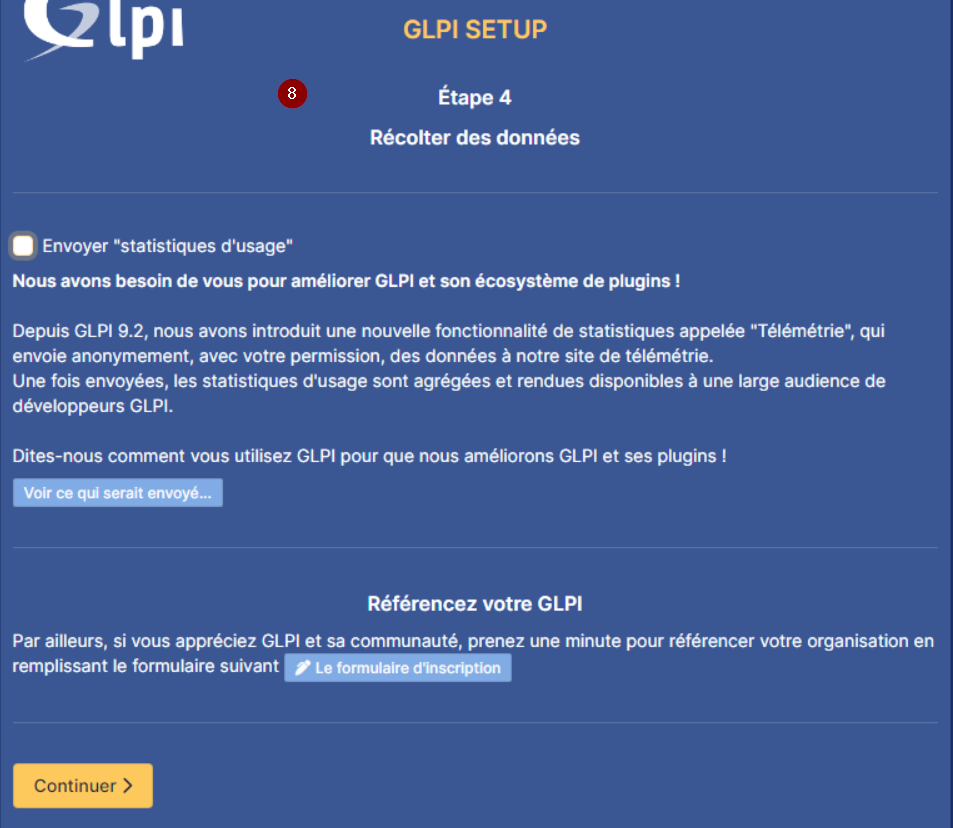 Glpi
GLPI SETUP
8
Étape 4
Récolter des données
Envoyer "statistiques d'usage"
Nous avons besoin de vous pour améliorer GLPI et son écosystème de plugins !
Depuis GLPI 9.2, nous avons introduit une nouvelle fonctionnalité de statistiques appelée "Télémétrie", qui
envoie anonymement, avec votre permission, des données à notre site de télémétrie.
Une fois envoyées, les statistiques d'usage sont agrégées et rendues disponibles à une large audience de
développeurs GLPI.
Dites-nous comment vous utilisez GLPI pour que nous améliorons GLPI et ses plugins !
Voir ce qui serait envoyé...
Référencez votre GLPI
Par ailleurs, si vous appréciez GLPI et sa communauté, prenez une minute pour référencer votre organisation en
remplissant le formulaire suivant Le formulaire d'inscription
Continuer